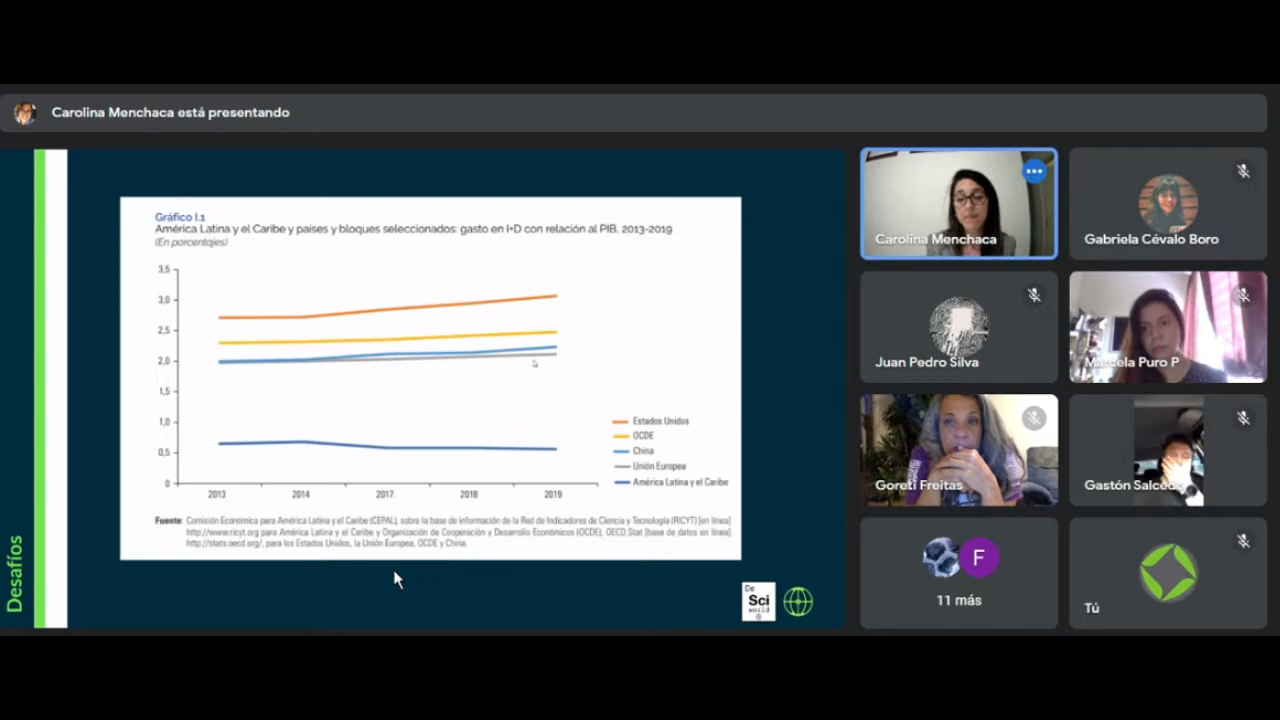 Carolina Menchaca está presentando
Gráfico I.1
América Latina y el Caribe y países y bloques seleccionados: gasto en I+D con relación al PIB, 2013-2019
(En porcentajes)
3,5
3,0
2,5
2,0
1,5
1,0
0,5
0
2013
2014
2017
2018
2019
Estados Unidos
OCDE
China
Unión Europea
América Latina y el Caribe
Fuente: Comisión Económica para América Latina y el Caribe (CEPAL), sobre la base de información de la Red de Indicadores de Ciencia y Tecnología (RICYT) [en línea]
http://www.ricyt.org para América Latina y el Caribe y Organización de Cooperación y Desarrollo Económicos (OCDE), OECD.Stat [base de datos en línea]
http://stats.oecd.org/, para los Estados Unidos, la Unión Europea, OCDE y China.
Desafíos
De
Sci
world
Carolina Menchaca
Gabriela Cévalo Boro
Juan Pedro Silva
Marcela Puro P
Goreti Freitas
Gastón Salcedo
F
11 más
Tú